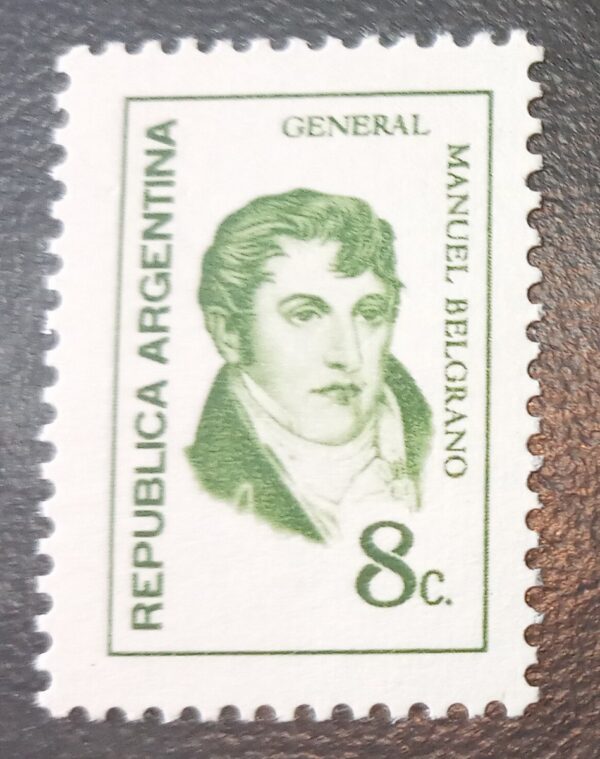 REPUBLICA ARGENTINA
GENERAL
MANUEL BELGRANO
8c.